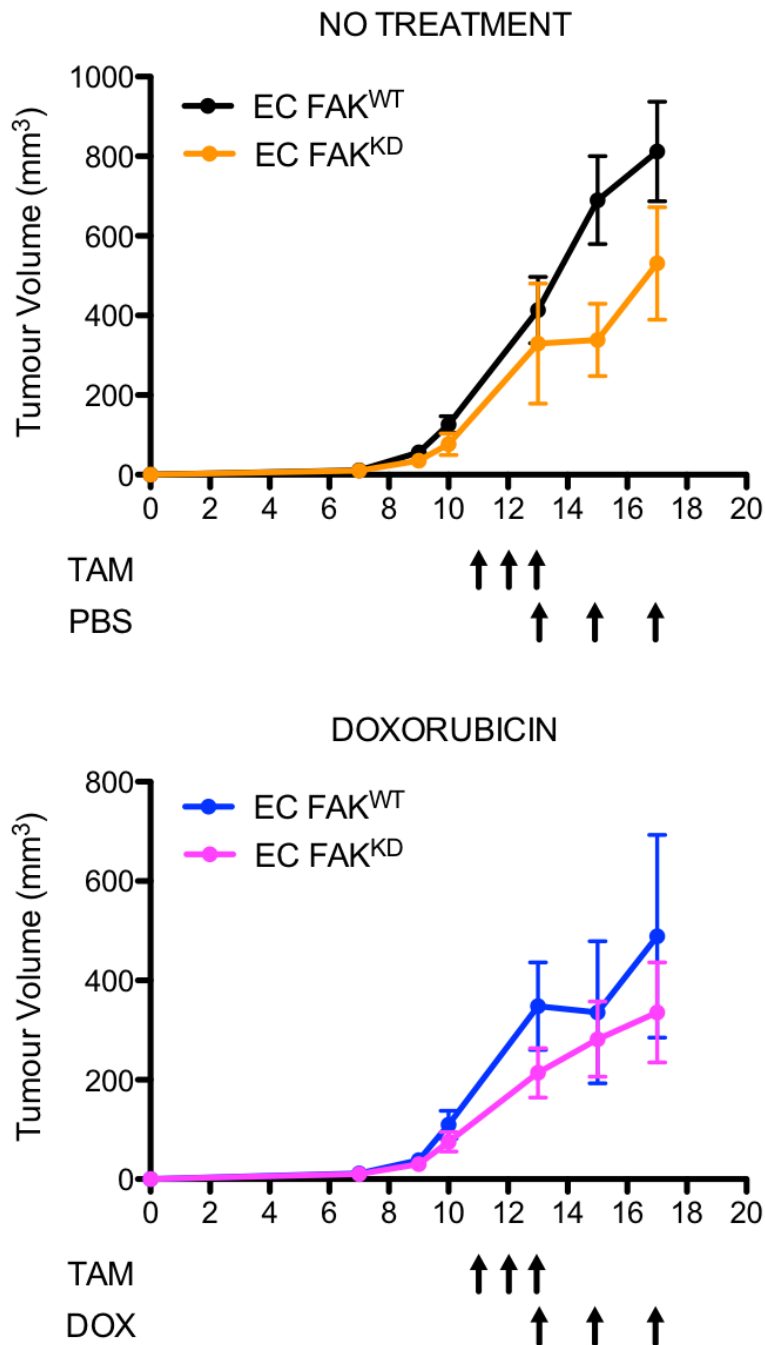 NO TREATMENT
1000
800
600
400
200
0
Tumour Volume (mm³)
EC FAKᵂᵀ
EC FAKᴷᴰ
0 2 4 6 8 10 12 14 16 18 20
TAM
PBS
DOXORUBICIN
800
600
400
200
0
Tumour Volume (mm³)
EC FAKᵂᵀ
EC FAKᴷᴰ
0 2 4 6 8 10 12 14 16 18 20
TAM
DOX